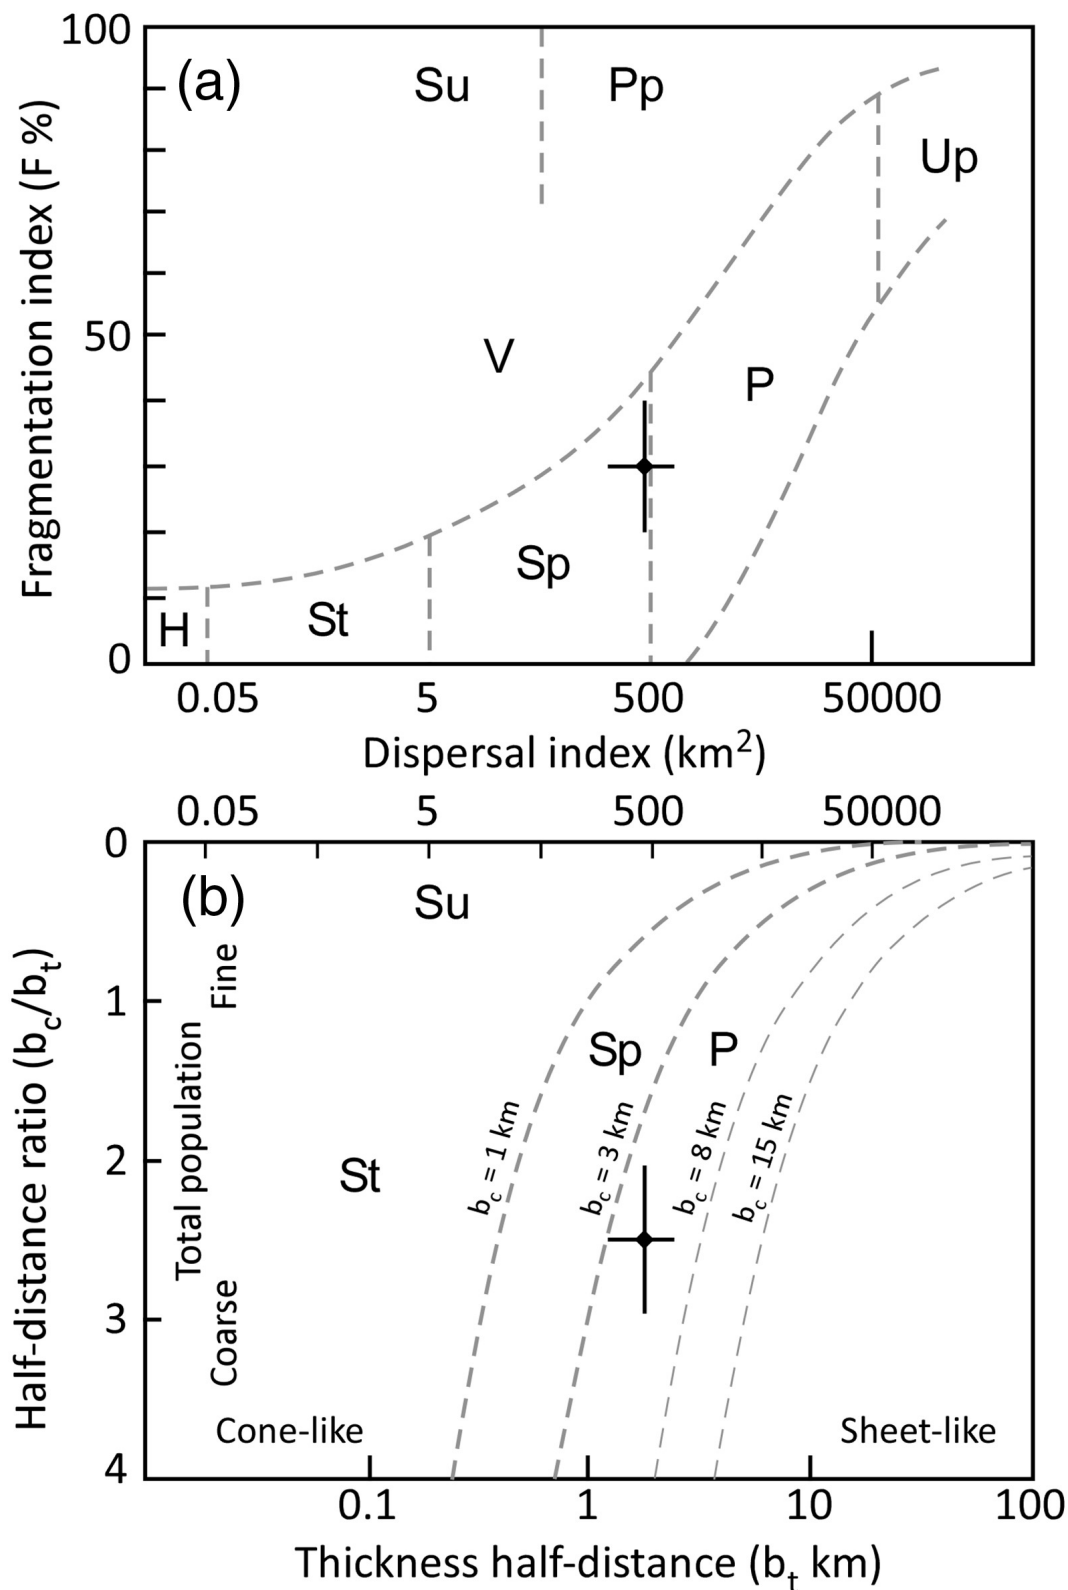 100
(a)
Su
Pp
Up
Fragmentation index (F %)
50
V
P
Sp
H
St
0
0.05 5 500 50000
Dispersal index (km²)
0.05 5 500 50000
0
(b)
Su
Fine
1
Sp
P
Half-distance ratio (bc/bt)
Total population
2
St
bc = 1 km
bc = 3 km
bc = 8 km
bc = 15 km
3
Coarse
Cone-like
Sheet-like
4
0.1 1 10 100
Thickness half-distance (bt km)